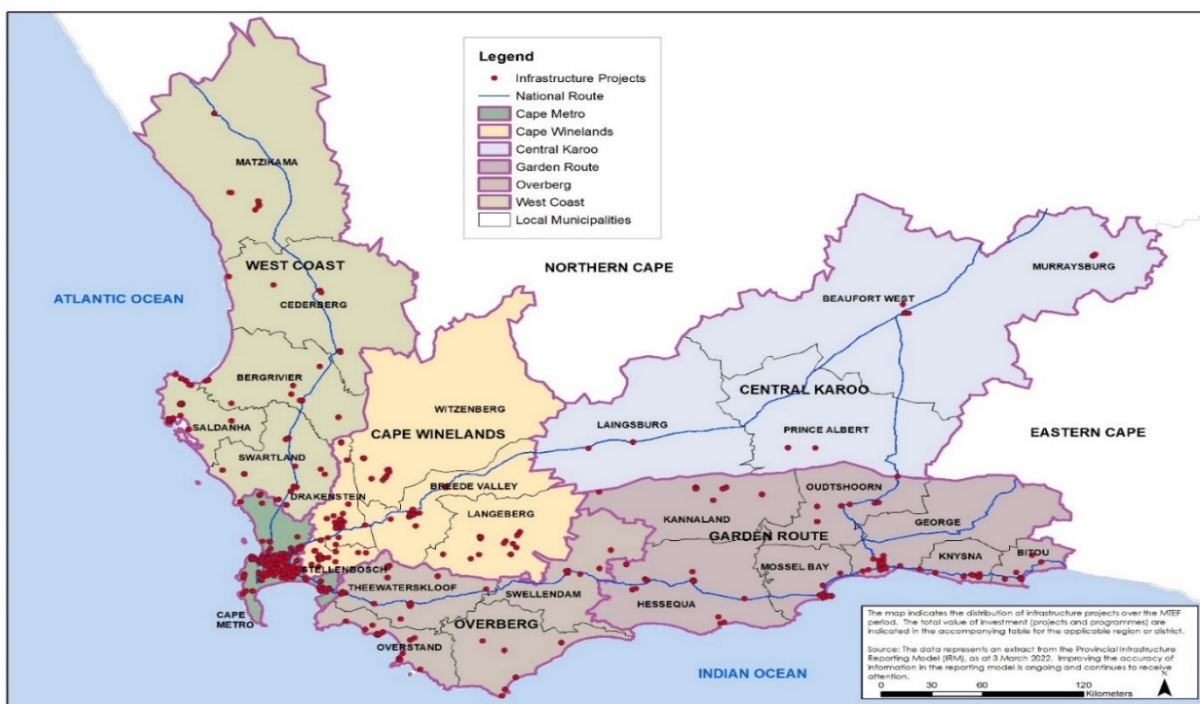 Legend
Infrastructure Projects
National Route
Cape Metro
Cape Winelands
Central Karoo
Garden Route
Overberg
West Coast
Local Municipalities
MATZIKAMA
WEST COAST
CEDERBERG
NORTHERN CAPE
ATLANTIC OCEAN
MURRAYSBURG
BEAUFORT WEST
BERGRIVIER
WITZENBERG
CENTRAL KAROO
SALDANHA
CAPE WINELANDS
LAINGSBURG
PRINCE ALBERT
EASTERN CAPE
SWARTLAND
BREEDE VALLEY
OUDTSHOORN
DRAKENSTEIN
LANGEBERG
KANNALAND
GEORGE
GARDEN ROUTE
KNYSNA
BITOU
STELLENBOSCH
MOSSEL BAY
THEEWATERSKLOOF
SWELLENDAM
HESSEQUA
CAPE
METRO
OVERBERG
OVERSTAND
INDIAN OCEAN
The map indicates the distribution of infrastructure projects over the MTEF
period. The total value of investment (projects and programmes) are
indicated in the accompanying table for the applicable region or district.
Source: The data represents an extract from the Provincial Infrastructure
Reporting Model (IRM), as at 3 March 2022. Improving the accuracy of
information in the reporting model is ongoing and continues to receive
attention.
N
0 30 60 120
Kilometers